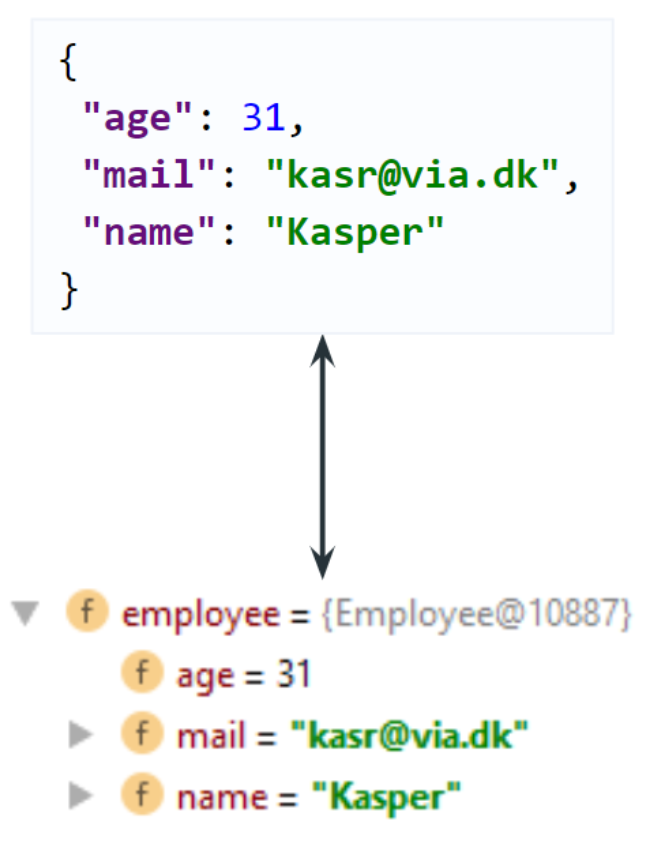 {
"age": 31,
"mail": "kasr@via.dk",
"name": "Kasper"
}
f employee = {Employee@10887}
f age = 31
f mail = "kasr@via.dk"
f name = "Kasper"